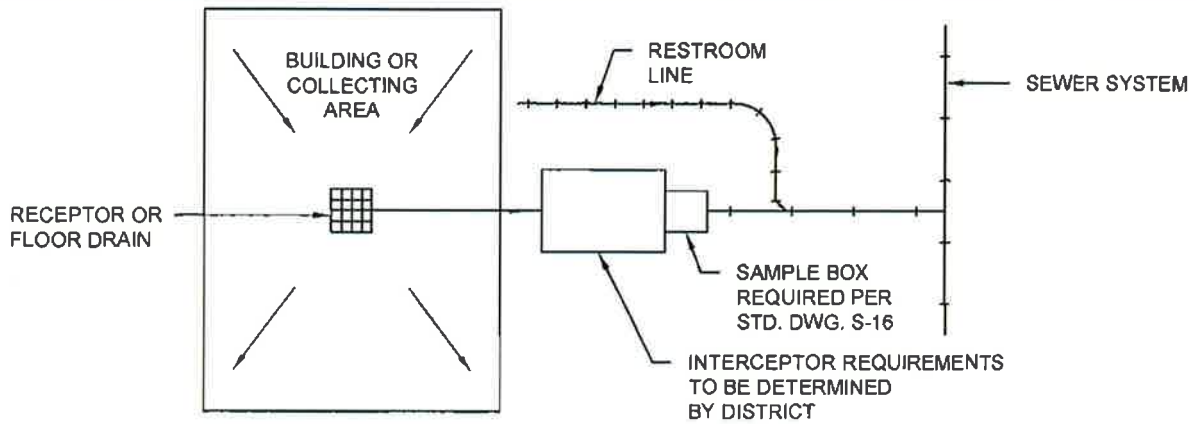 BUILDING OR
COLLECTING
AREA
RESTROOM
LINE
SEWER SYSTEM
RECEPTOR OR
FLOOR DRAIN
SAMPLE BOX
REQUIRED PER
STD. DWG. S-16
INTERCEPTOR REQUIREMENTS
TO BE DETERMINED
BY DISTRICT